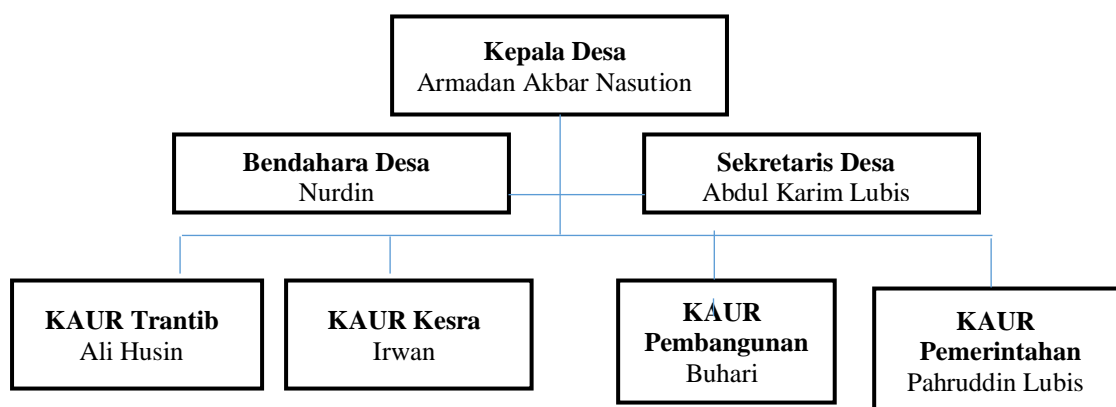 Kepala Desa
Armadan Akbar Nasution
Bendahara Desa
Nurdin
Sekretaris Desa
Abdul Karim Lubis
KAUR Trantib
Ali Husin
KAUR Kesra
Irwan
KAUR
Pembangunan
Buhari
KAUR
Pemerintahan
Pahruddin Lubis